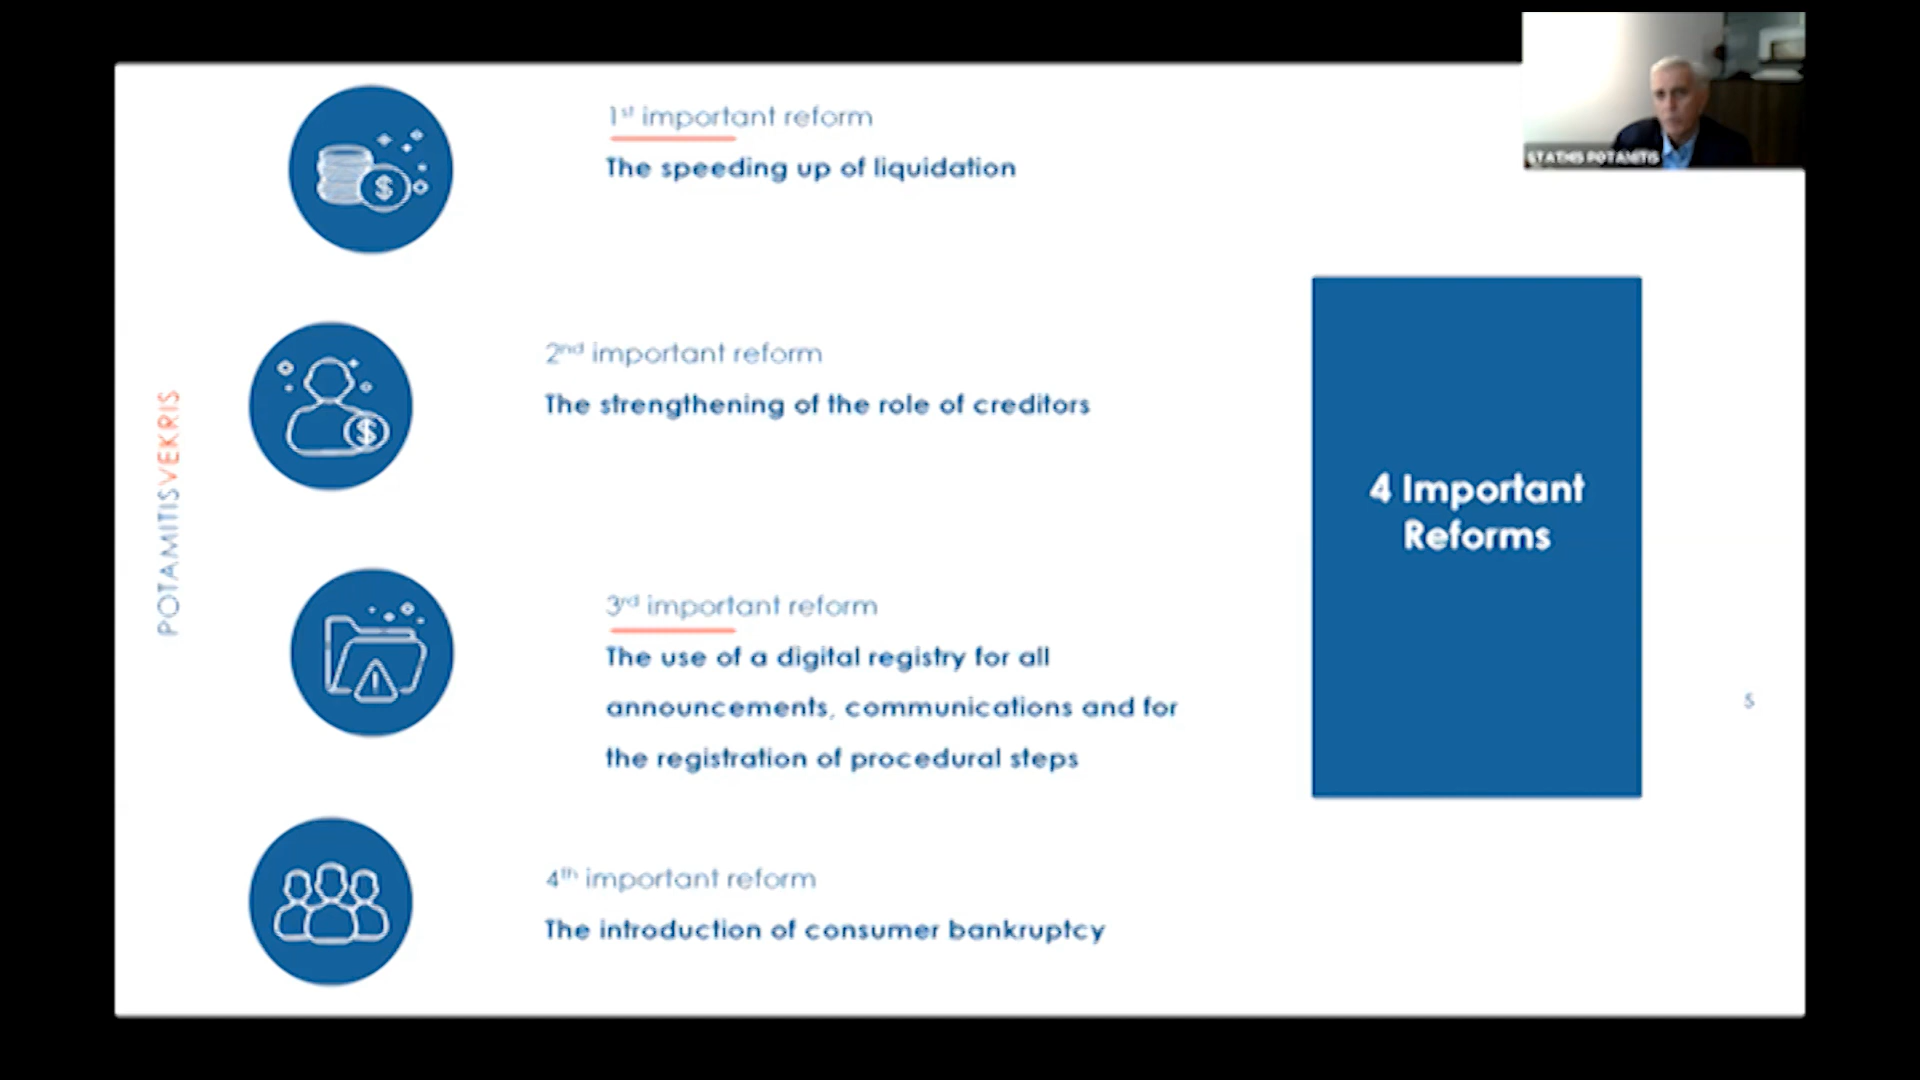 STATHIS POTAMITIS
1st important reform
The speeding up of liquidation
2nd important reform
The strengthening of the role of creditors
POTAMITISVEKRIS
4 Important
Reforms
3rd important reform
The use of a digital registry for all
announcements, communications and for
the registration of procedural steps
5
4th important reform
The introduction of consumer bankruptcy